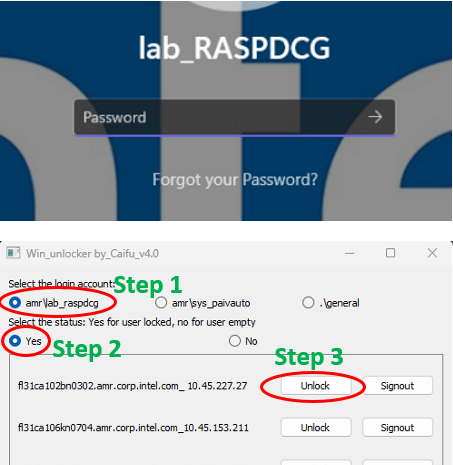 lab_RASPDCG
Password
Forgot your Password?
Win_unlocker by_Caifu_v4.0
Select the login account:
Step 1
amr\lab_raspdcg
amr\sys_paivauto
.\general
Select the status: Yes for user locked, no for user empty
Yes
Step 2
No
Step 3
fl31ca102bn0302.amr.corp.intel.com_ 10.45.227.27
Unlock
Signout
fl31ca106kn0704.amr.corp.intel.com_10.45.153.211
Unlock
Signout